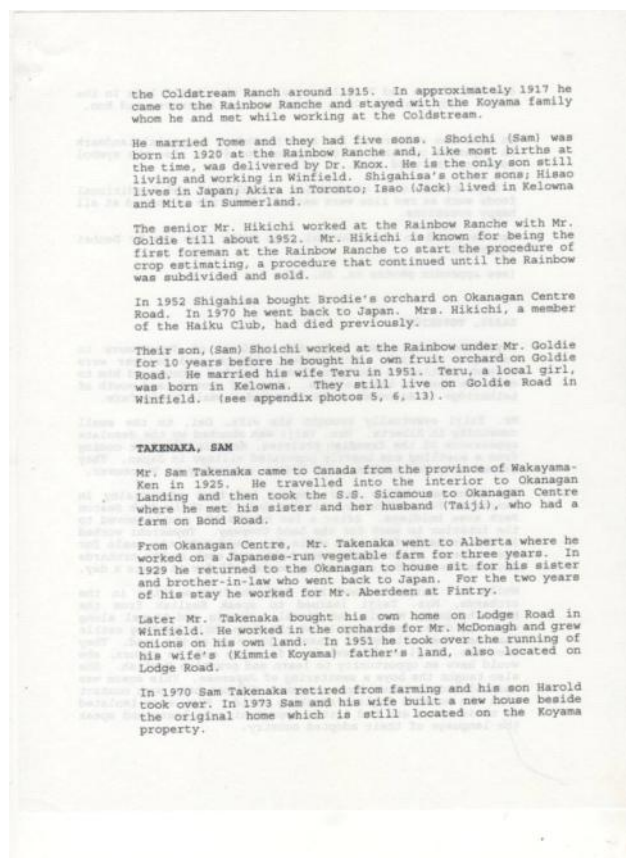 the Coldstream Ranch around 1915. In approximately 1917 he
came to the Rainbow Ranche and stayed with the Koyama family
whom he and met while working at the Coldstream.
He married Tome and they had five sons. Shoichi (Sam) was
born in 1920 at the Rainbow Ranche and, like most births at
the time, was delivered by Dr. Knox. He is the only son still
living and working in Winfield. Shigahisa's other sons; Hisao
lives in Japan; Akira in Toronto; Isao (Jack) lived in Kelowna
and Mits in Summerland.
The senior Mr. Hikichi worked at the Rainbow Ranche with Mr.
Goldie till about 1952. Mr. Hikichi is known for being the
first foreman at the Rainbow Ranche to start the procedure of
crop estimating, a procedure that continued until the Rainbow
was subdivided and sold.
In 1952 Shigahisa bought Brodie's orchard on Okanagan Centre
Road. In 1970 he went back to Japan. Mrs. Hikichi, a member
of the Haiku Club, had died previously.
Their son, (Sam) Shoichi worked at the Rainbow under Mr. Goldie
for 10 years before he bought his own fruit orchard on Goldie
Road. He married his wife Teru in 1951. Teru, a local girl,
was born in Kelowna. They still live on Goldie Road in
Winfield. (see appendix photos 5, 6, 13).
TAKENAKA, SAM
Mr. Sam Takenaka came to Canada from the province of Wakayama-
Ken in 1925. He travelled into the interior to Okanagan
Landing and then took the S.S. Sicamous to Okanagan Centre
where he met his sister and her husband (Taiji), who had a
farm on Bond Road.
From Okanagan Centre, Mr. Takenaka went to Alberta where he
worked on a Japanese-run vegetable farm for three years. In
1929 he returned to the Okanagan to house sit for his sister
and brother-in-law who went back to Japan. For the two years
of his stay he worked for Mr. Aberdeen at Fintry.
Later Mr. Takenaka bought his own home on Lodge Road in
Winfield. He worked in the orchards for Mr. McDonagh and grew
onions on his own land. In 1951 he took over the running of
his wife's (Kimmie Koyama) father's land, also located on
Lodge Road.
In 1970 Sam Takenaka retired from farming and his son Harold
took over. In 1973 Sam and his wife built a new house beside
the original home which is still located on the Koyama
property.